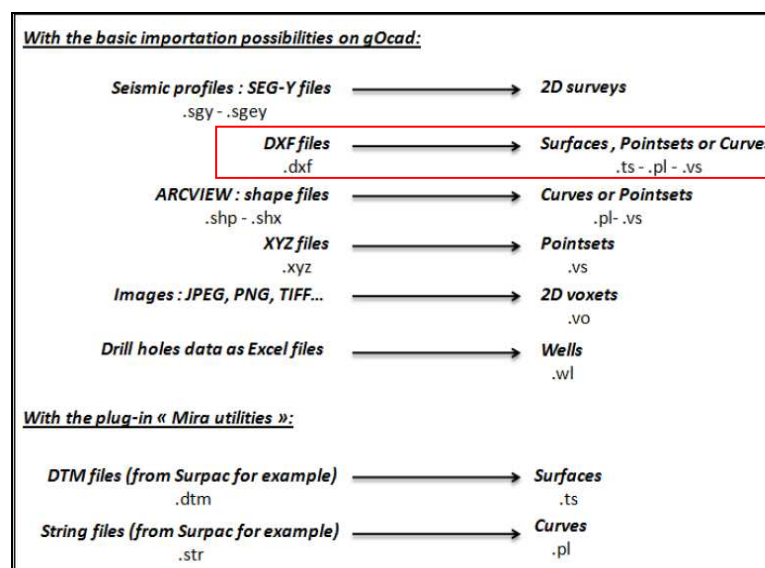 With the basic importation possibilities on gOcad:
Seismic profiles : SEG-Y files 2D surveys
.sgy - .sgey
DXF files Surfaces , Pointsets or Curve
.dxf .ts - .pl - .vs
ARCVIEW : shape files Curves or Pointsets
.shp - .shx .pl- .vs
XYZ files Pointsets
.xyz .vs
Images : JPEG, PNG, TIFF... 2D voxets
.vo
Drill holes data as Excel files Wells
.wl
With the plug-in « Mira utilities »:
DTM files (from Surpac for example) Surfaces
.dtm .ts
String files (from Surpac for example) Curves
.str .pl